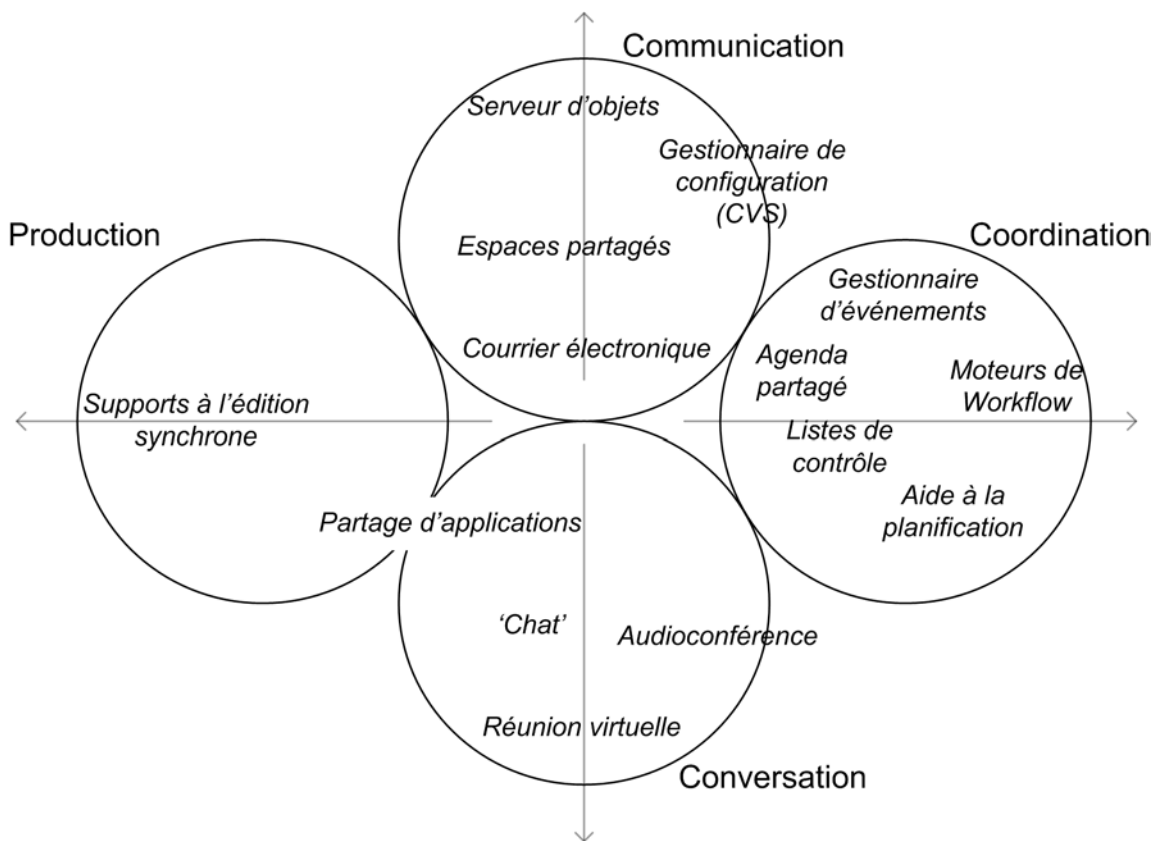 Communication
Serveur d’objets
Gestionnaire de
configuration
(CVS)
Espaces partagés
Courrier électronique
Production
Supports à l’édition
synchrone
Coordination
Gestionnaire
d’événements
Agenda
partagé
Moteurs de
Workflow
Listes de
contrôle
Aide à la
planification
Partage d’applications
‘Chat’
Audioconférence
Réunion virtuelle
Conversation